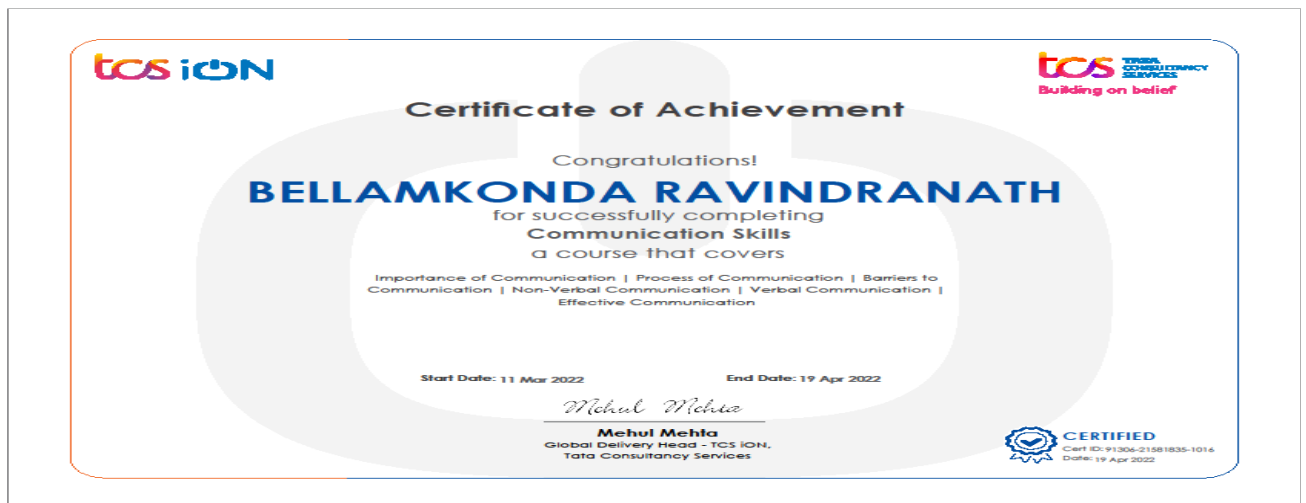 tcs iON
tcs TATA
CONSULTANCY
SERVICES
Building on belief
Certificate of Achievement
Congratulations!
BELLAMKONDA RAVINDRANATH
for successfully completing
Communication Skills
a course that covers
Importance of Communication | Process of Communication | Barriers to
Communication | Non-Verbal Communication | Verbal Communication |
Effective Communication
Start Date: 11 Mar 2022 End Date: 19 Apr 2022
Mehul Mehta
Mehul Mehta
Global Delivery Head - TCS iON,
Tata Consultancy Services
CERTIFIED
Cert ID: 91306-21581835-1016
Date: 19 Apr 2022